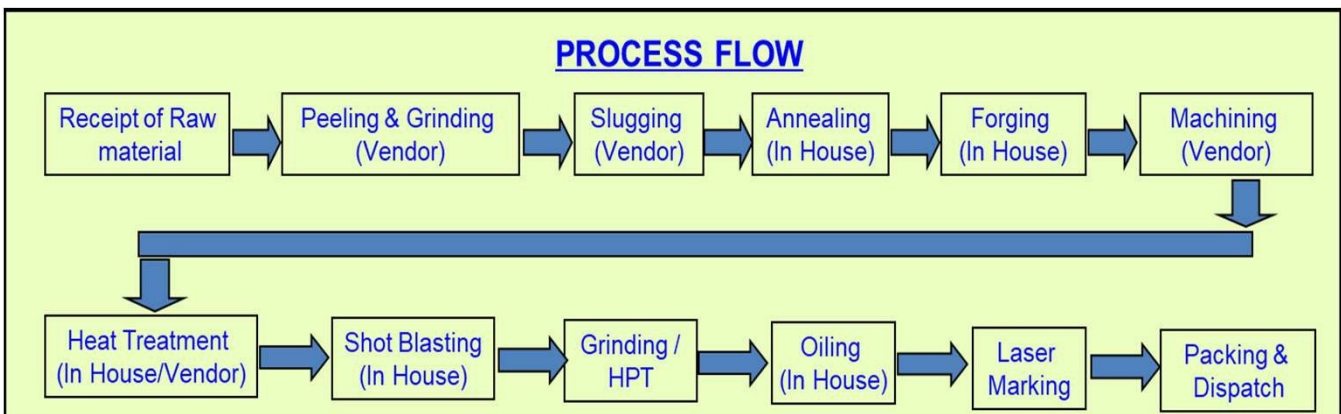 PROCESS FLOW
Receipt of Raw
material
Peeling & Grinding
(Vendor)
Slugging
(Vendor)
Annealing
(In House)
Forging
(In House)
Machining
(Vendor)
Heat Treatment
(In House/Vendor)
Shot Blasting
(In House)
Grinding /
HPT
Oiling
(In House)
Laser
Marking
Packing &
Dispatch